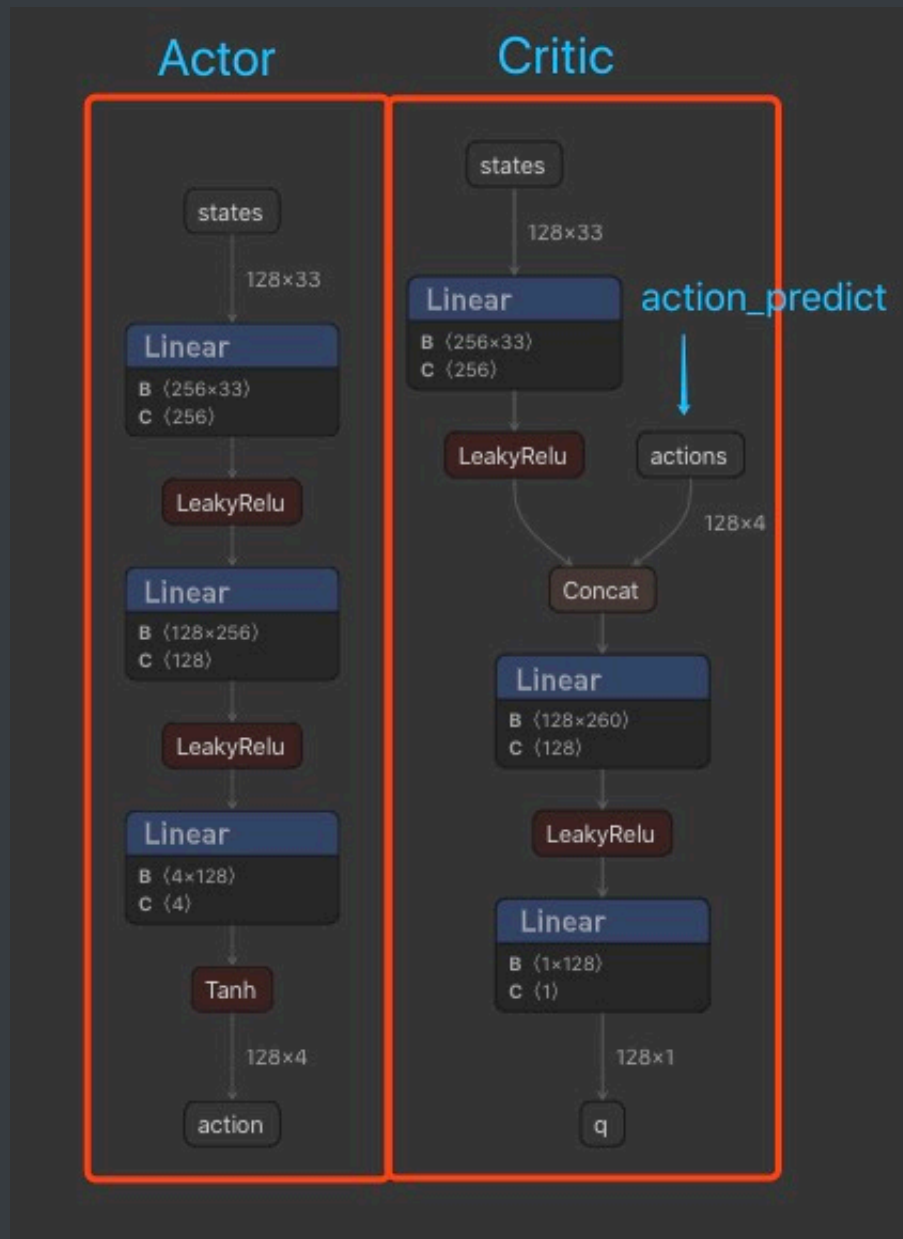 Actor
states
128×33
Linear
B ⟨256×33⟩
C ⟨256⟩
LeakyRelu
Linear
B ⟨128×256⟩
C ⟨128⟩
LeakyRelu
Linear
B ⟨4×128⟩
C ⟨4⟩
Tanh
128×4
action
Critic
states
128×33
Linear
B ⟨256×33⟩
C ⟨256⟩
LeakyRelu
action_predict
actions
128×4
Concat
Linear
B ⟨128×260⟩
C ⟨128⟩
LeakyRelu
Linear
B ⟨1×128⟩
C ⟨1⟩
128×1
q